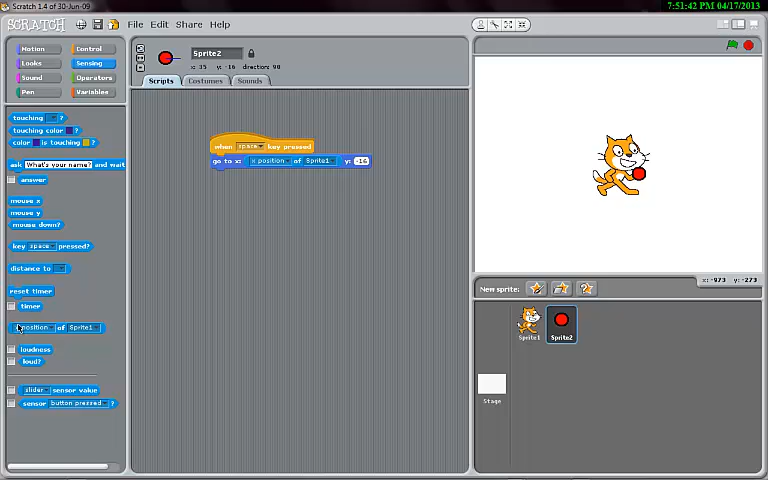 Scratch 1.4 of 30-Jun-09
7:51:42 PM 04/17/2013
SCRATCH File Edit Share Help
Motion Control
Looks Sensing
Sound Operators
Pen Variables
Sprite2
x: 35 y: -16 direction: 90
Scripts Costumes Sounds
touching ?
touching color ?
color is touching ?
ask What's your name? and wait
answer
mouse x
mouse y
mouse down?
key space pressed?
distance to
reset timer
timer
position of Sprite1
loudness
loud?
slider sensor value
sensor button pressed ?
when space key pressed
go to x: x position of Sprite1 y: -16
x: -973 y: -273
New sprite:
Sprite1 Sprite2
Stage